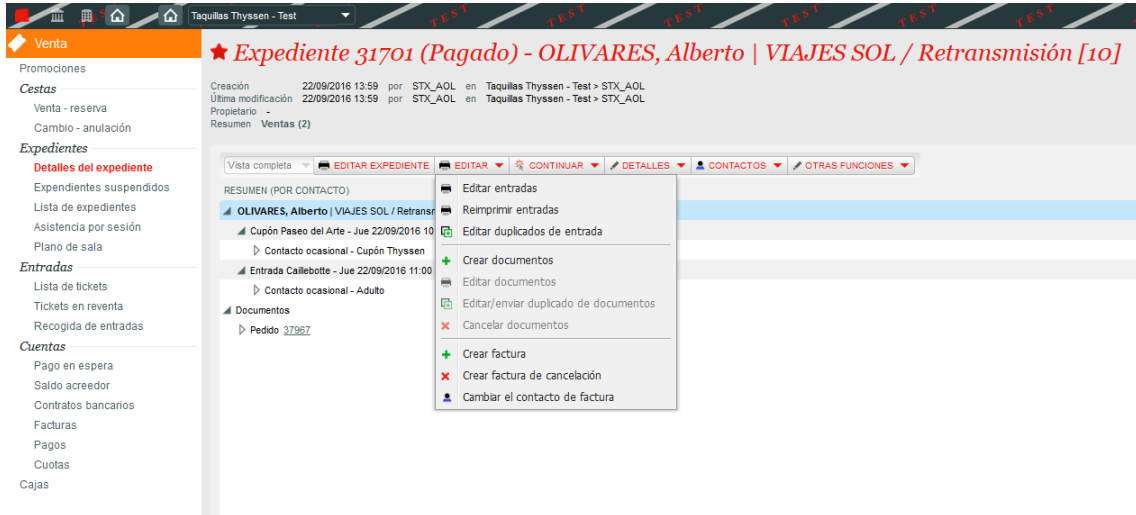 Taquillas Thyssen - Test
TEST TEST TEST TEST TEST TEST
Venta
Promociones
Cestas
Venta - reserva
Cambio - anulación
Expedientes
Detalles del expediente
Expendientes suspendidos
Lista de expedientes
Asistencia por sesión
Plano de sala
Entradas
Lista de tickets
Tickets en reventa
Recogida de entradas
Cuentas
Pago en espera
Saldo acreedor
Contratos bancarios
Facturas
Pagos
Cuotas
Cajas
Expediente 31701 (Pagado) - OLIVARES, Alberto | VIAJES SOL / Retransmisión [10]
Creación 22/09/2016 13:59 por STX_AOL en Taquillas Thyssen - Test > STX_AOL
Última modificación 22/09/2016 13:59 por STX_AOL en Taquillas Thyssen - Test > STX_AOL
Propietario -
Resumen Ventas (2)
Vista completa EDITAR EXPEDIENTE EDITAR CONTINUAR DETALLES CONTACTOS OTRAS FUNCIONES
RESUMEN (POR CONTACTO)
OLIVARES, Alberto | VIAJES SOL / Retransr
Cupón Paseo del Arte - Jue 22/09/2016 10
Contacto ocasional - Cupón Thyssen
Entrada Caillebotte - Jue 22/09/2016 11:00
Contacto ocasional - Adulto
Documentos
Pedido 37967
Editar entradas
Reimprimir entradas
Editar duplicados de entrada
Crear documentos
Editar documentos
Editar/enviar duplicado de documentos
Cancelar documentos
Crear factura
Crear factura de cancelación
Cambiar el contacto de factura